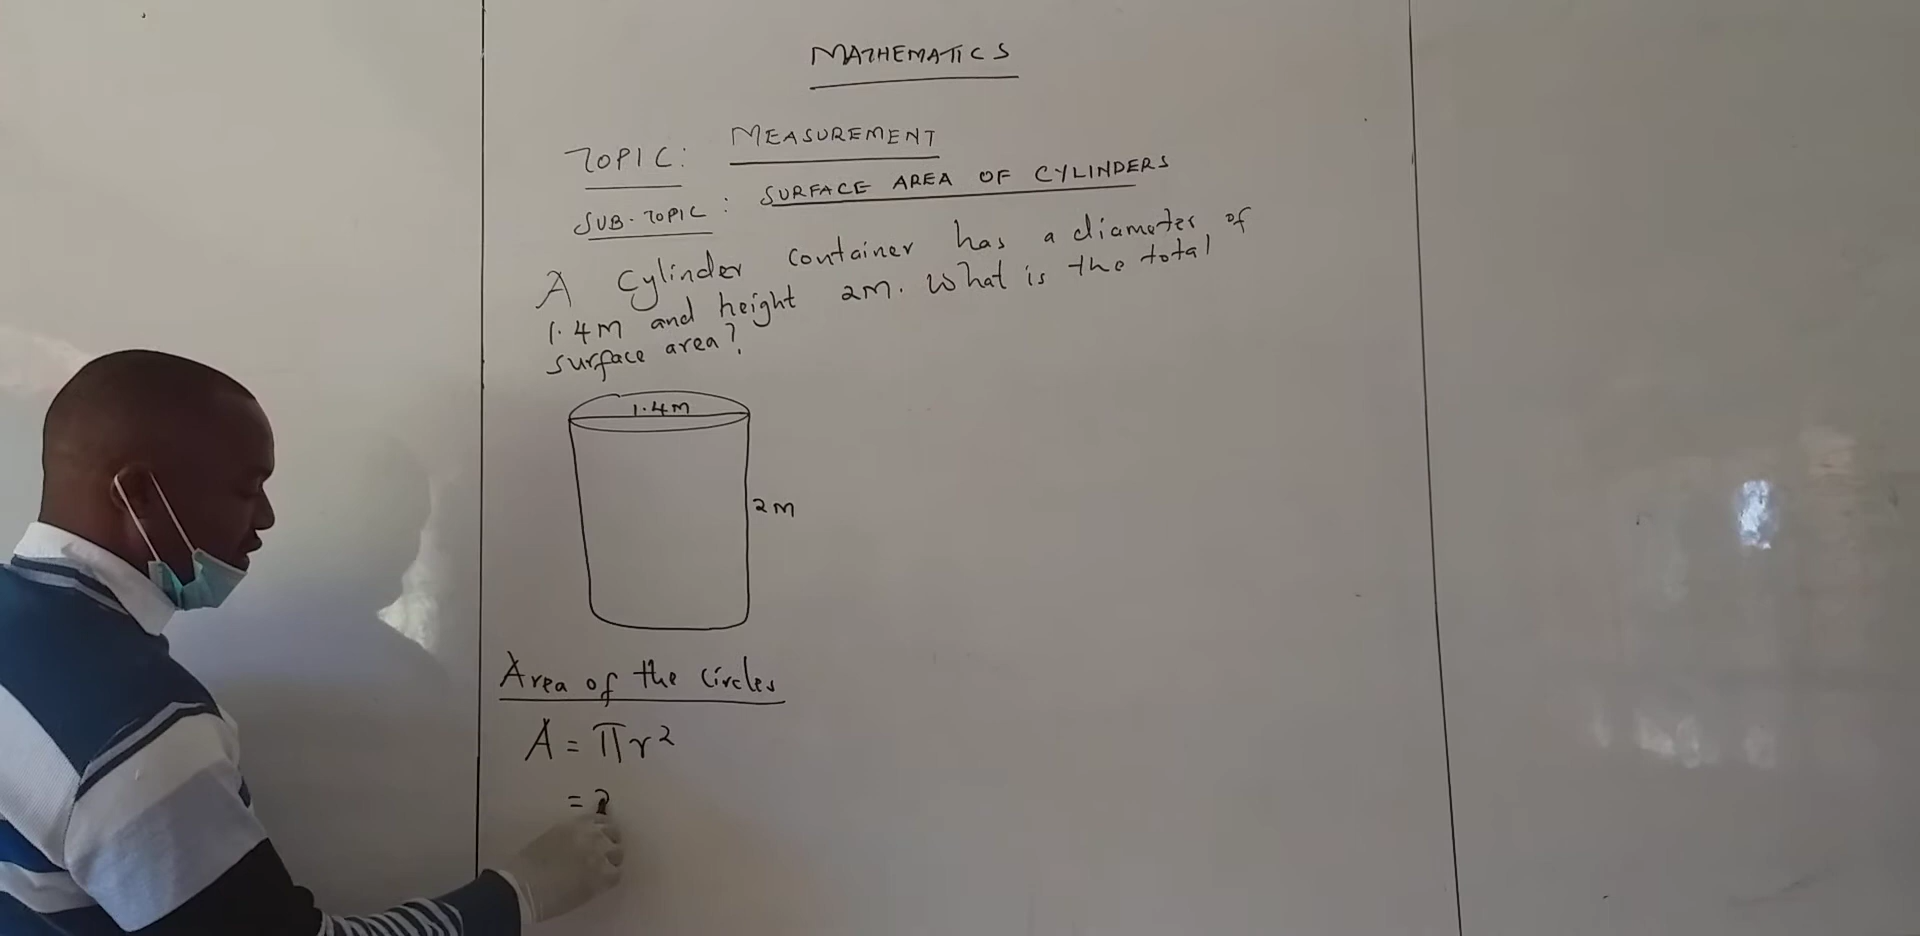 MATHEMATICS
TOPIC: MEASUREMENT
SUB-TOPIC: SURFACE AREA OF CYLINDERS
A cylinder container has a diameter of
1.4m and height 2m. What is the total
surface area?
1.4m
2m
Area of the circles
A = πr²
= 2